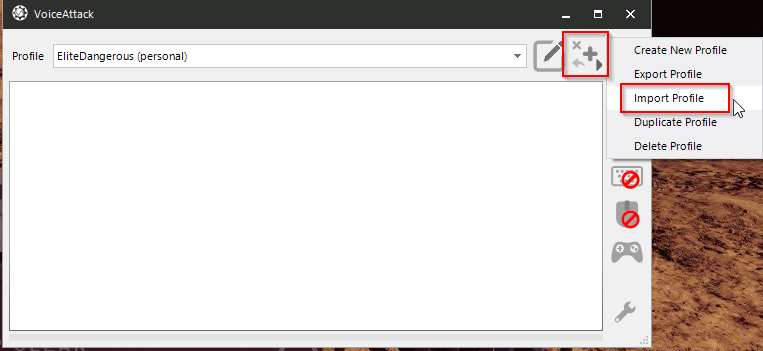 VoiceAttack
Profile
EliteDangerous (personal)
Create New Profile
Export Profile
Import Profile
Duplicate Profile
Delete Profile